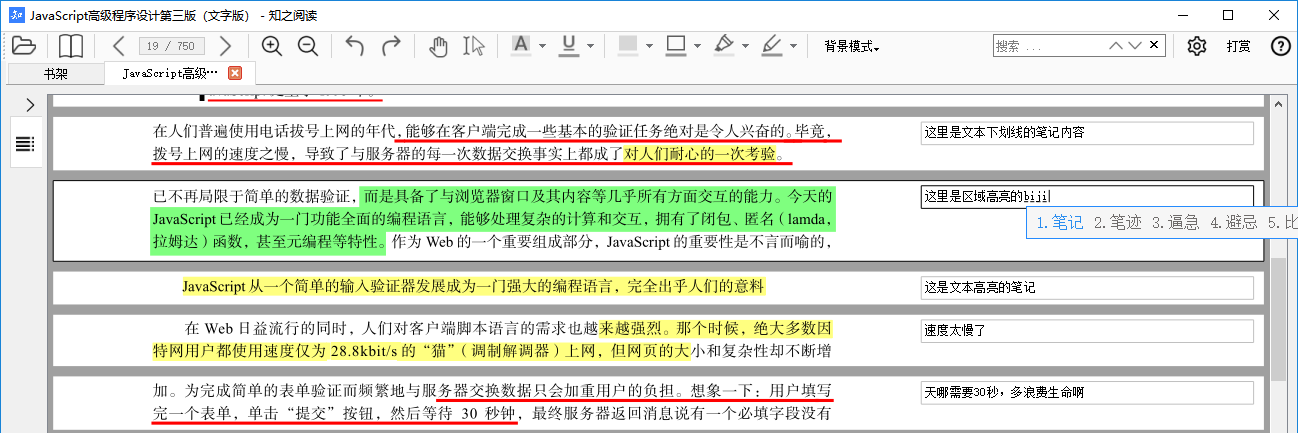 JavaScript高级程序设计第三版（文字版） - 知之阅读
19 / 750
背景模式
搜索 ...
打赏
书架
JavaScript高级…
在人们普遍使用电话拨号上网的年代，能够在客户端完成一些基本的验证任务绝对是令人兴奋的。毕竟，
这里是文本下划线的笔记内容
拨号上网的速度之慢，导致了与服务器的每一次数据交换事实上都成了对人们耐心的一次考验。
已不再局限于简单的数据验证，而是具备了与浏览器窗口及其内容等几乎所有方面交互的能力。今天的
这里是区域高亮的biji
JavaScript已经成为一门功能全面的编程语言，能够处理复杂的计算和交互，拥有了闭包、匿名（lamda，
1.笔记 2.笔迹 3.逼急 4.避忌 5.比
拉姆达）函数，甚至元编程等特性。作为 Web 的一个重要组成部分，JavaScript 的重要性是不言而喻的，
JavaScript 从一个简单的输入验证器发展成为一门强大的编程语言，完全出乎人们的意料
这是文本高亮的笔记
在 Web 日益流行的同时，人们对客户端脚本语言的需求也越来越强烈。那个时候，绝大多数因
速度太慢了
特网用户都使用速度仅为 28.8kbit/s 的“猫”（调制解调器）上网，但网页的大小和复杂性却不断增
加。为完成简单的表单验证而频繁地与服务器交换数据只会加重用户的负担。想象一下：用户填写
天哪需要30秒，多浪费生命啊
完一个表单，单击“提交”按钮，然后等待 30 秒钟，最终服务器返回消息说有一个必填字段没有